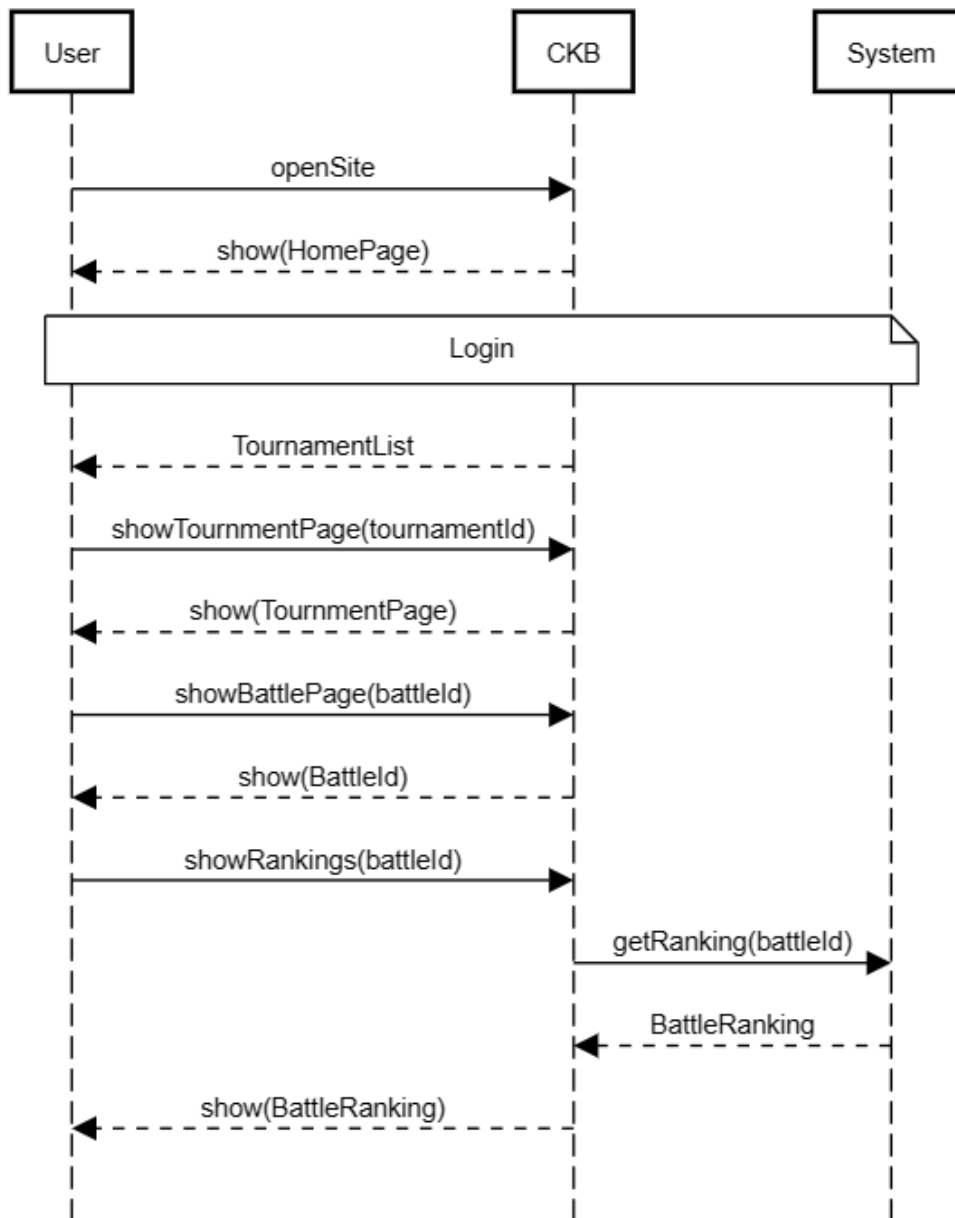 User
CKB
System
openSite
show(HomePage)
Login
TournamentList
showTournmentPage(tournamentId)
show(TournmentPage)
showBattlePage(battleId)
show(BattleId)
showRankings(battleId)
getRanking(battleId)
BattleRanking
show(BattleRanking)